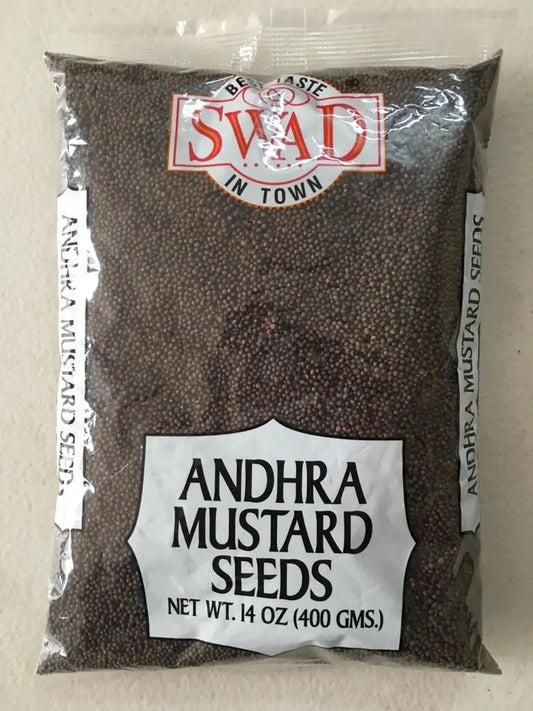 BEST TASTE
SWAD
IN TOWN
ANDHRA MUSTARD SEEDS
ANDHRA MUSTARD SEEDS
ANDHRA
MUSTARD
SEEDS
NET WT. 14 OZ (400 GMS.)